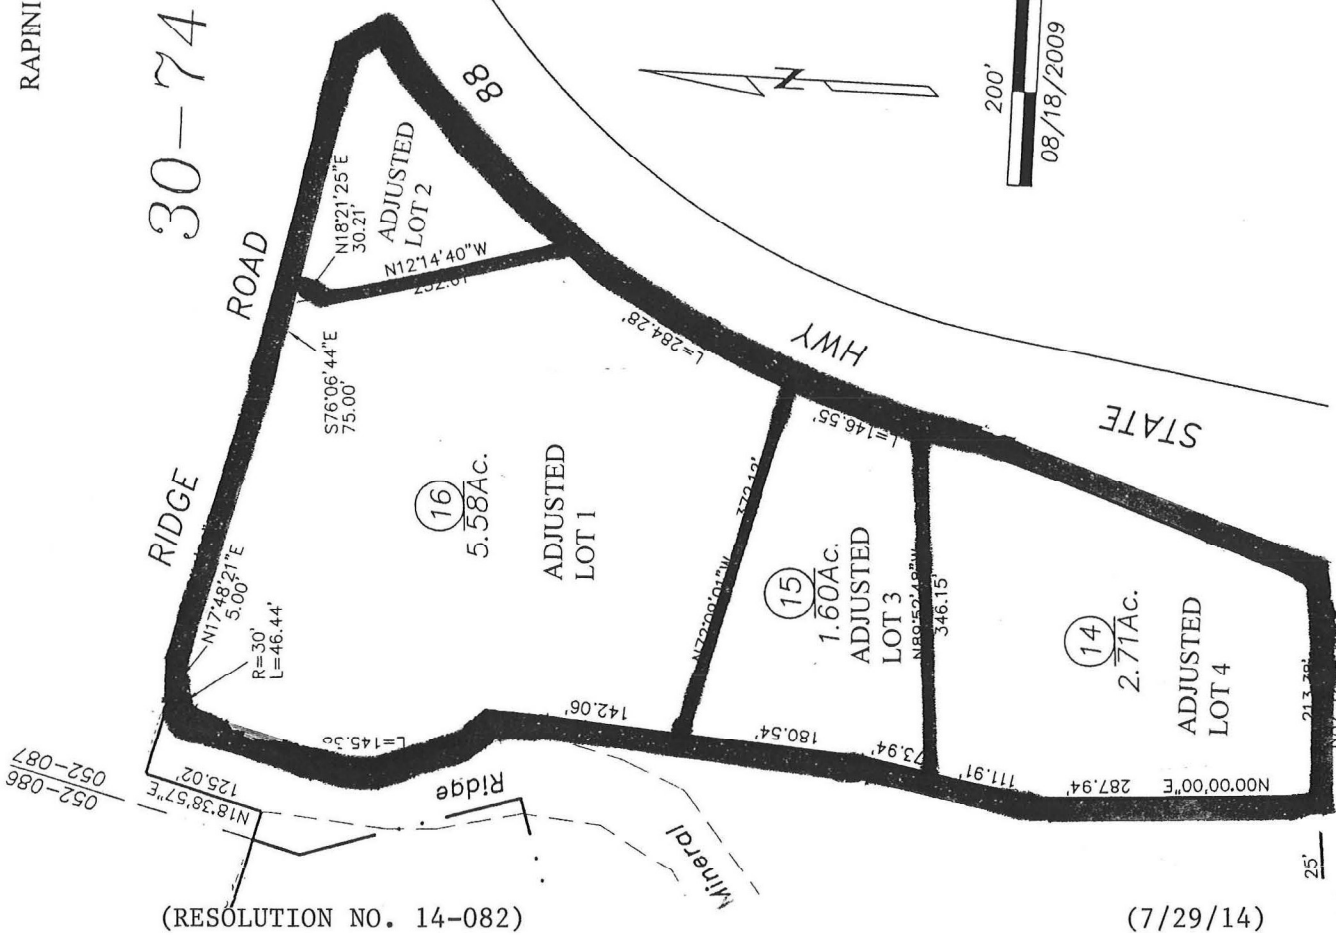 RAPINI
30-74
88
200'
08/18/2009
N
N18°21'25"E
30.21'
ADJUSTED
LOT 2
ROAD
N12°14'40"W
S76°06'44"E
75.00'
L=284.28'
HWY
STATE
RIDGE
16
5.58Ac.
ADJUSTED
LOT 1
L=146.55'
N17°48'21"E
5.00'
R=30'
L=46.44'
15
1.60Ac.
ADJUSTED
LOT 3
N89°52'48"W
346.15'
14
2.71Ac.
ADJUSTED
LOT 4
142.06'
180.54'
73.94'
111.91'
287.94'
N00°00'00"E
052-087
052-086
125.02'
N18°38'57"E
Ridge
Mineral
25'
(RESOLUTION NO. 14-082)
(7/29/14)